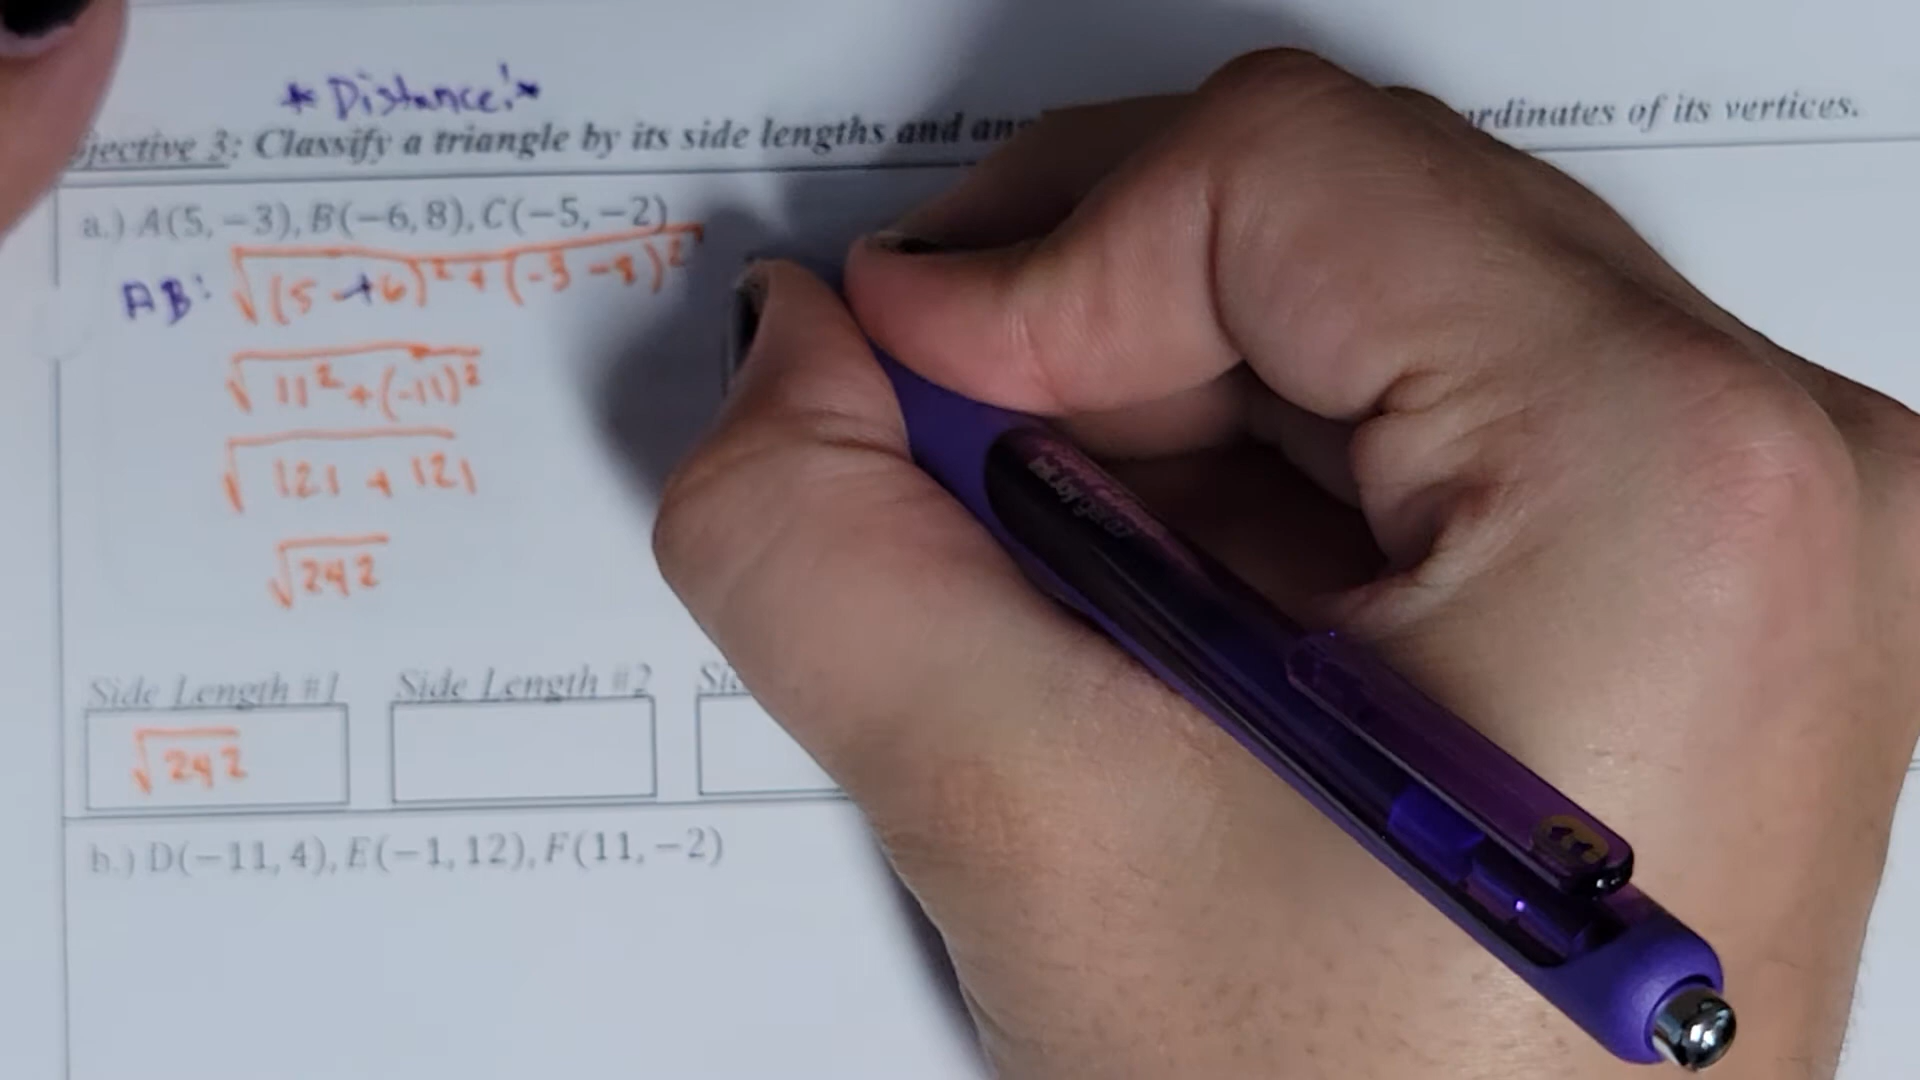 * Distance! *
jective 3: Classify a triangle by its side lengths and ang rdinates of its vertices.
a.) A(5, −3), B(−6, 8), C(−5, −2)
AB: √(5 +6)² + (-3 -8)²
√11² + (-11)²
√121 + 121
√242
Side Length #1 Side Length #2 Si
√242
b.) D(−11, 4), E(−1, 12), F(11, −2)